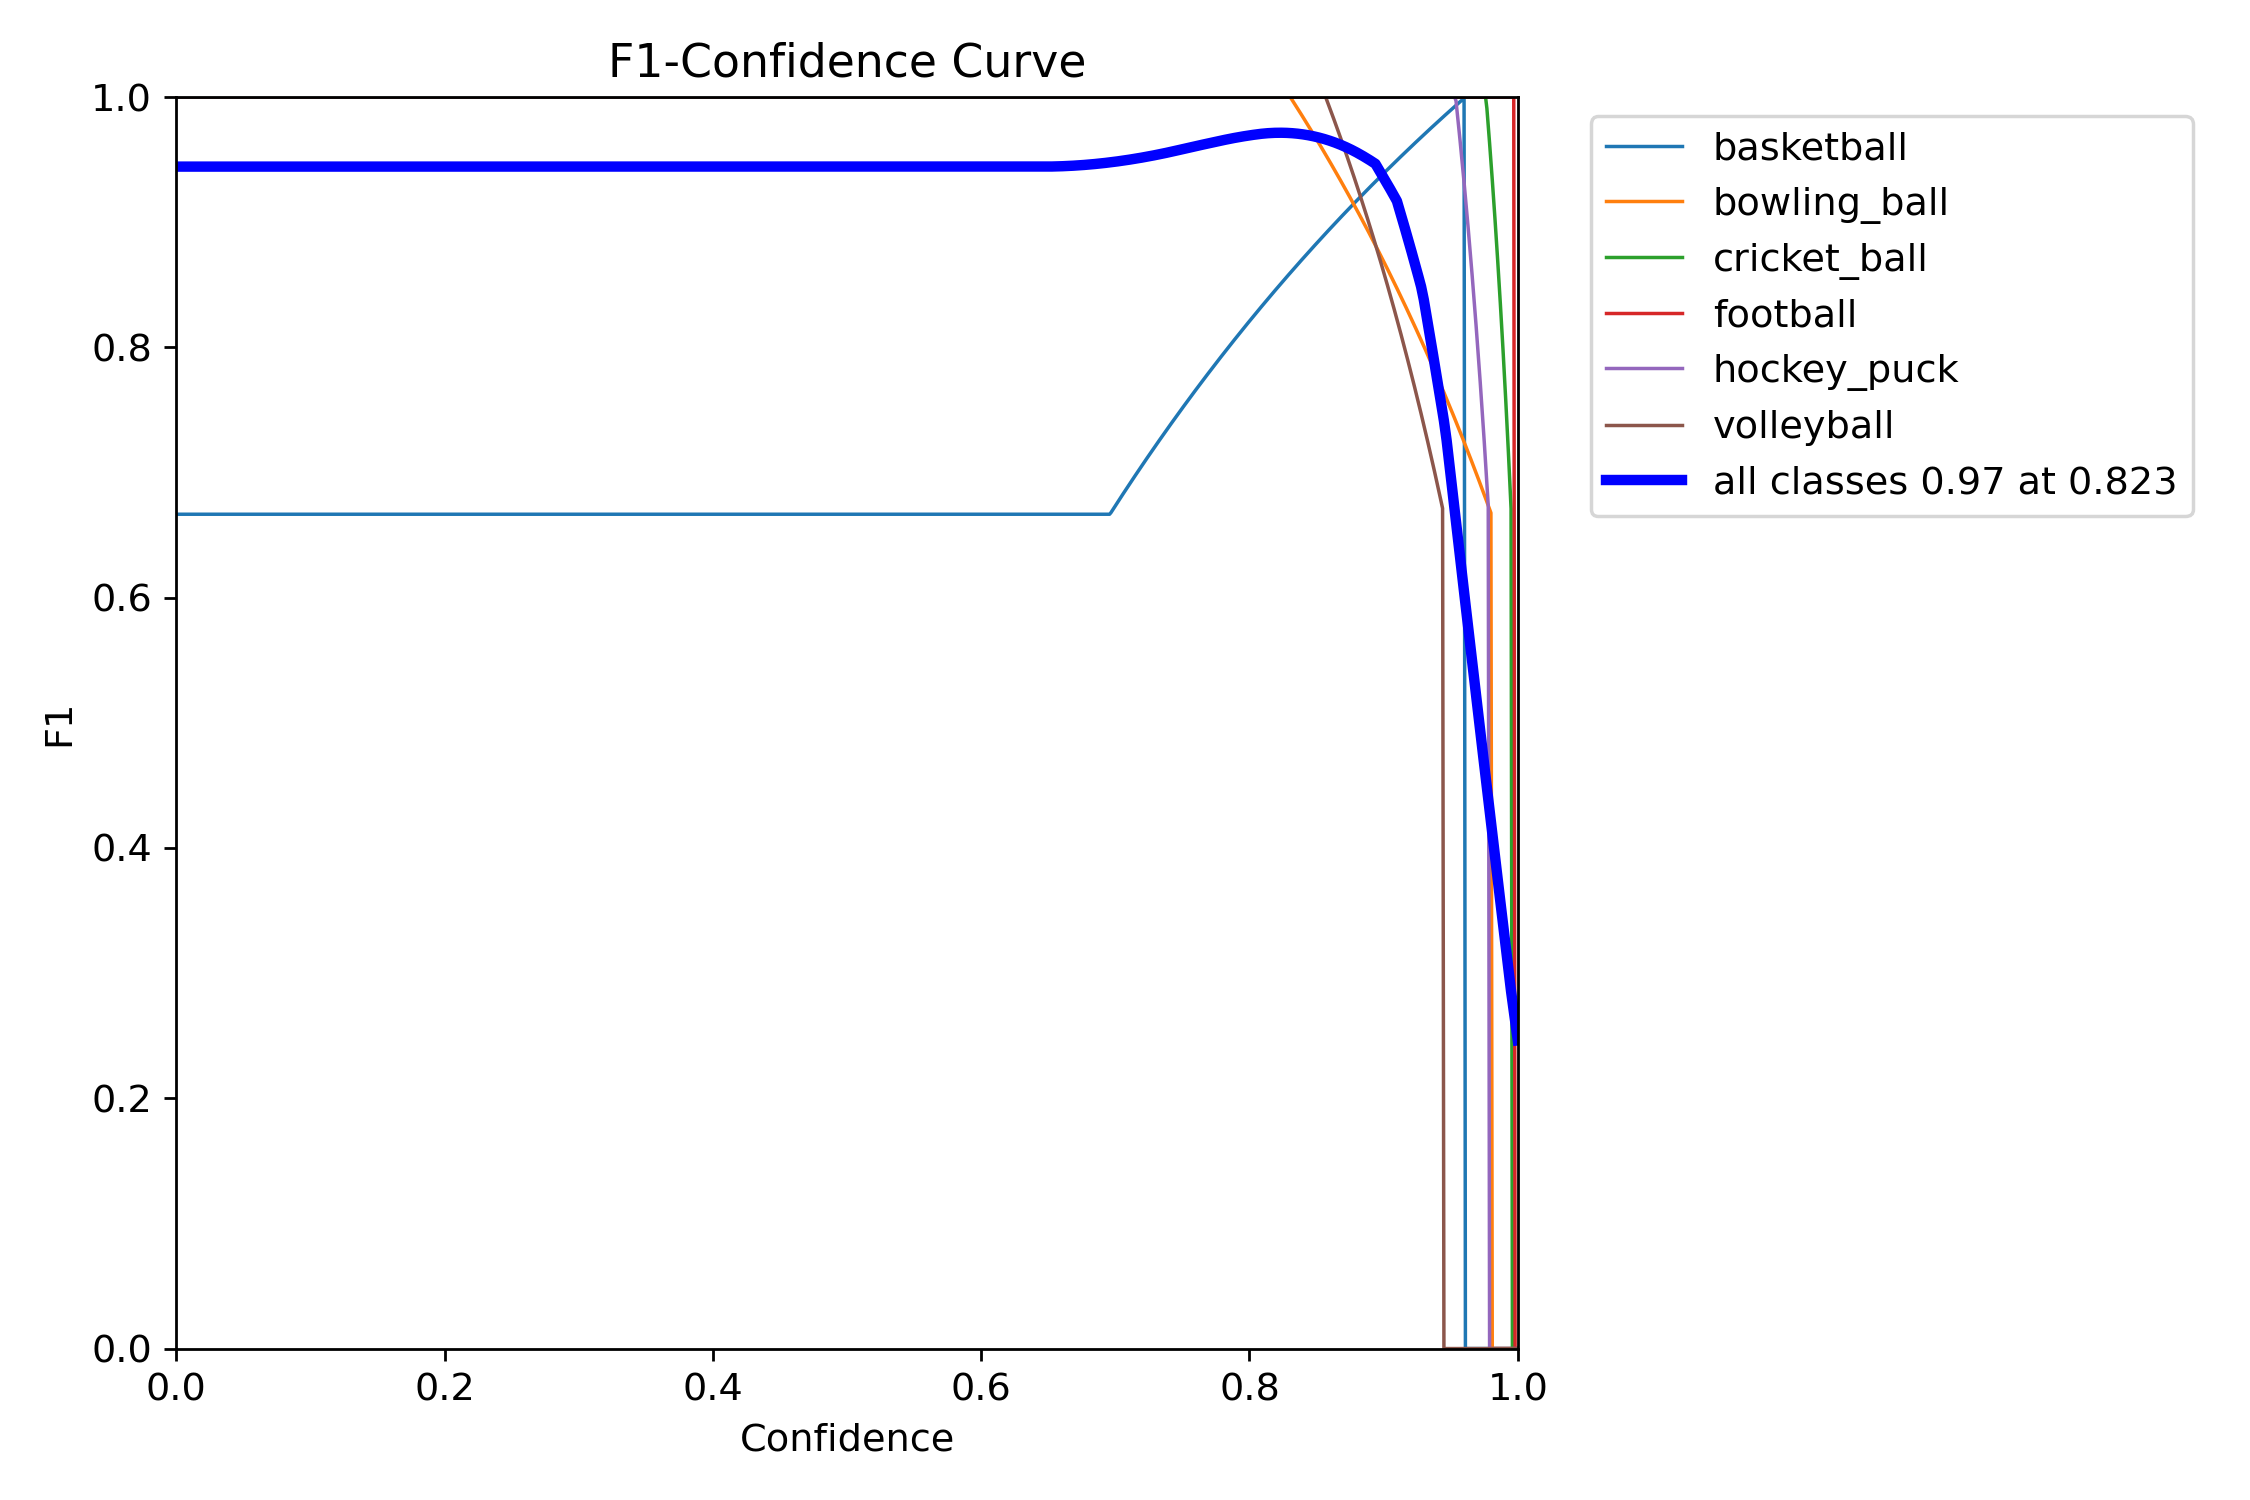 F1-Confidence Curve
1.0
0.8
0.6
0.4
0.2
0.0
F1
0.0 0.2 0.4 0.6 0.8 1.0
Confidence
basketball
bowling_ball
cricket_ball
football
hockey_puck
volleyball
all classes 0.97 at 0.823